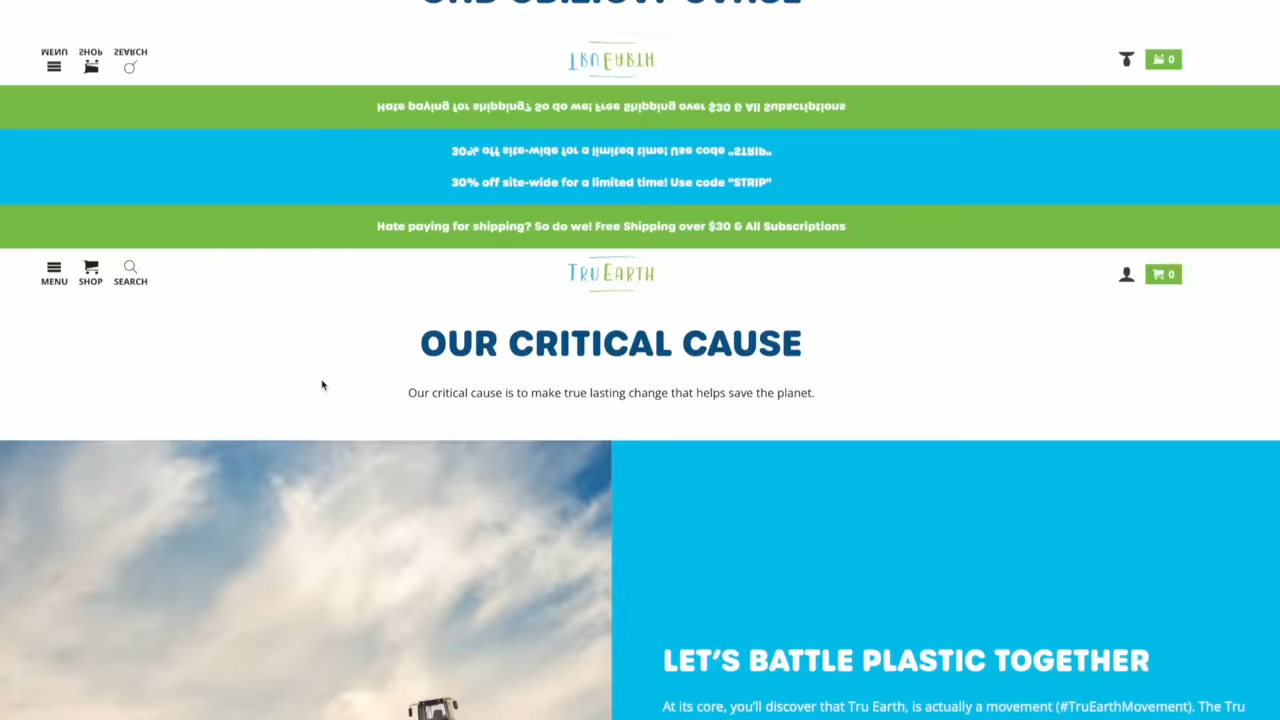 MENU SHOP SEARCH
TRU EARTH
0
Hate paying for shipping? So do we! Free Shipping over $30 & All Subscriptions
30% off site-wide for a limited time! Use code "STRIP"
30% off site-wide for a limited time! Use code "STRIP"
Hate paying for shipping? So do we! Free Shipping over $30 & All Subscriptions
TRU EARTH
0
MENU SHOP SEARCH
OUR CRITICAL CAUSE
Our critical cause is to make true lasting change that helps save the planet.
LET'S BATTLE PLASTIC TOGETHER
At its core, you'll discover that Tru Earth, is actually a movement (#TruEarthMovement). The Tru